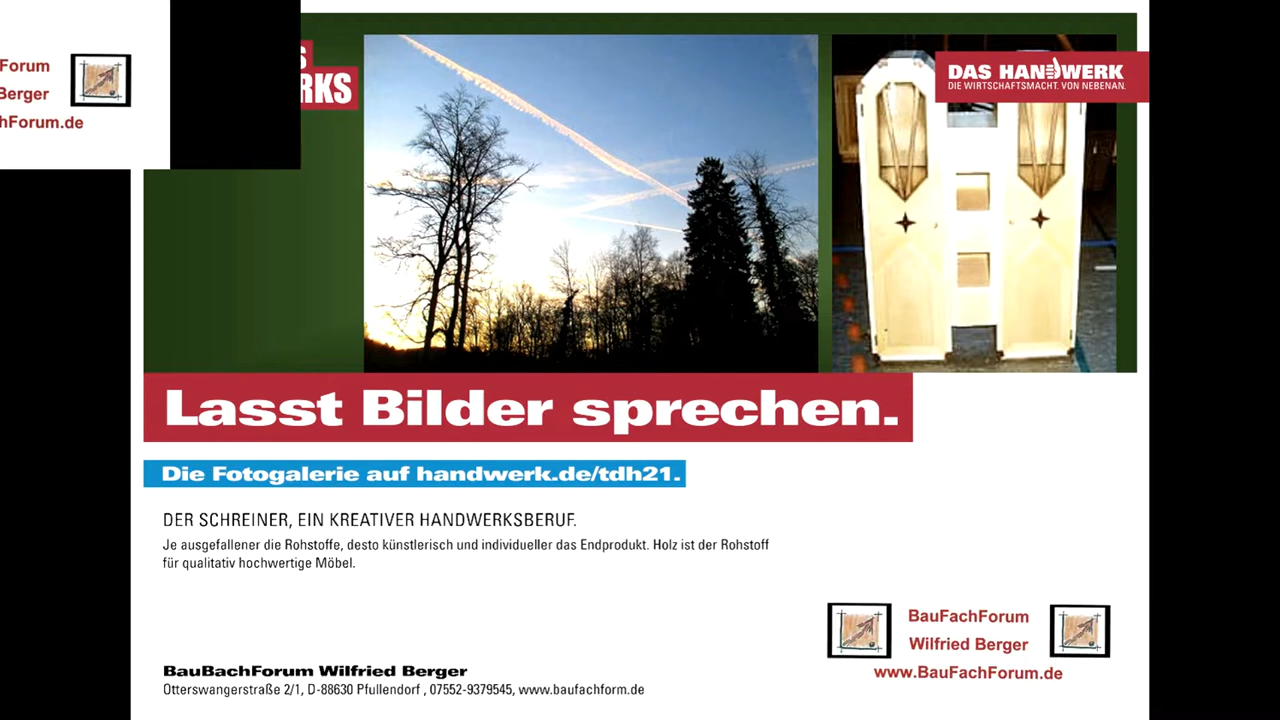 Forum
Berger
hForum.de
S
RKS
DAS HANDWERK
DIE WIRTSCHAFTSMACHT. VON NEBENAN.
Lasst Bilder sprechen.
Die Fotogalerie auf handwerk.de/tdh21.
DER SCHREINER, EIN KREATIVER HANDWERKSBERUF.
Je ausgefallener die Rohstoffe, desto künstlerisch und individueller das Endprodukt. Holz ist der Rohstoff
für qualitativ hochwertige Möbel.
BauFachForum
Wilfried Berger
www.BauFachForum.de
BauBachForum Wilfried Berger
Otterswangerstraße 2/1, D-88630 Pfullendorf , 07552-9379545, www.baufachform.de